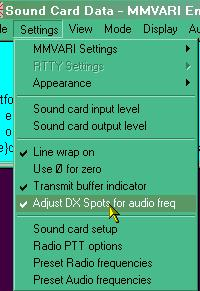 Sound Card Data - MMVARI En
Settings View Mode Display Au
MMVARI Settings
RTTY Settings
Appearance
Sound card input level
Sound card output level
Line wrap on
Use Ø for zero
Transmit buffer indicator
Adjust DX Spots for audio freq
Sound card setup
Radio PTT options
Preset Radio frequencies
Preset Audio frequencies